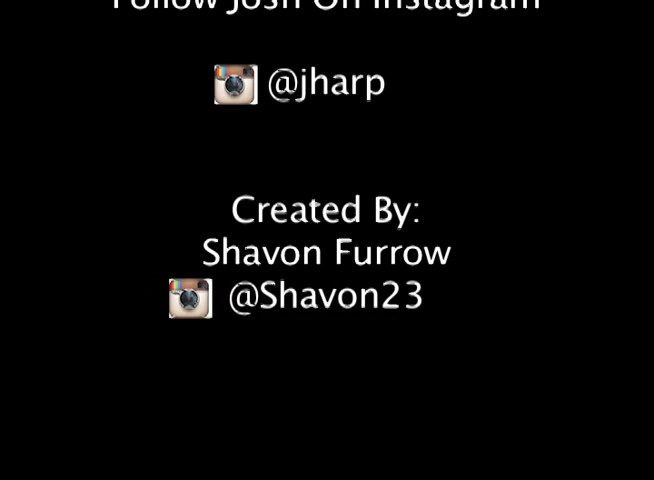 Follow Josh On Instagram
@jharp
Created By:
Shavon Furrow
@Shavon23